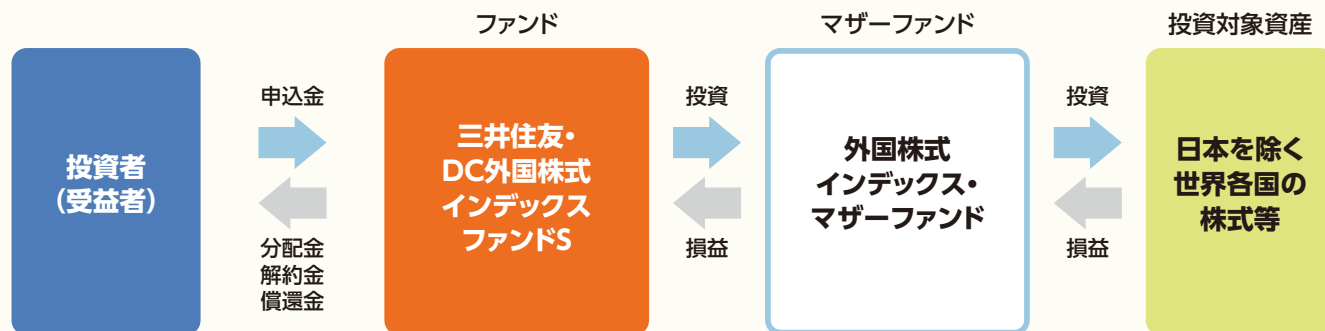 ファンド
マザーファンド
投資対象資産
投資者
(受益者)
申込金
分配金
解約金
償還金
三井住友・
DC外国株式
インデックス
ファンドS
投資
損益
外国株式
インデックス・
マザーファンド
投資
損益
日本を除く
世界各国の
株式等